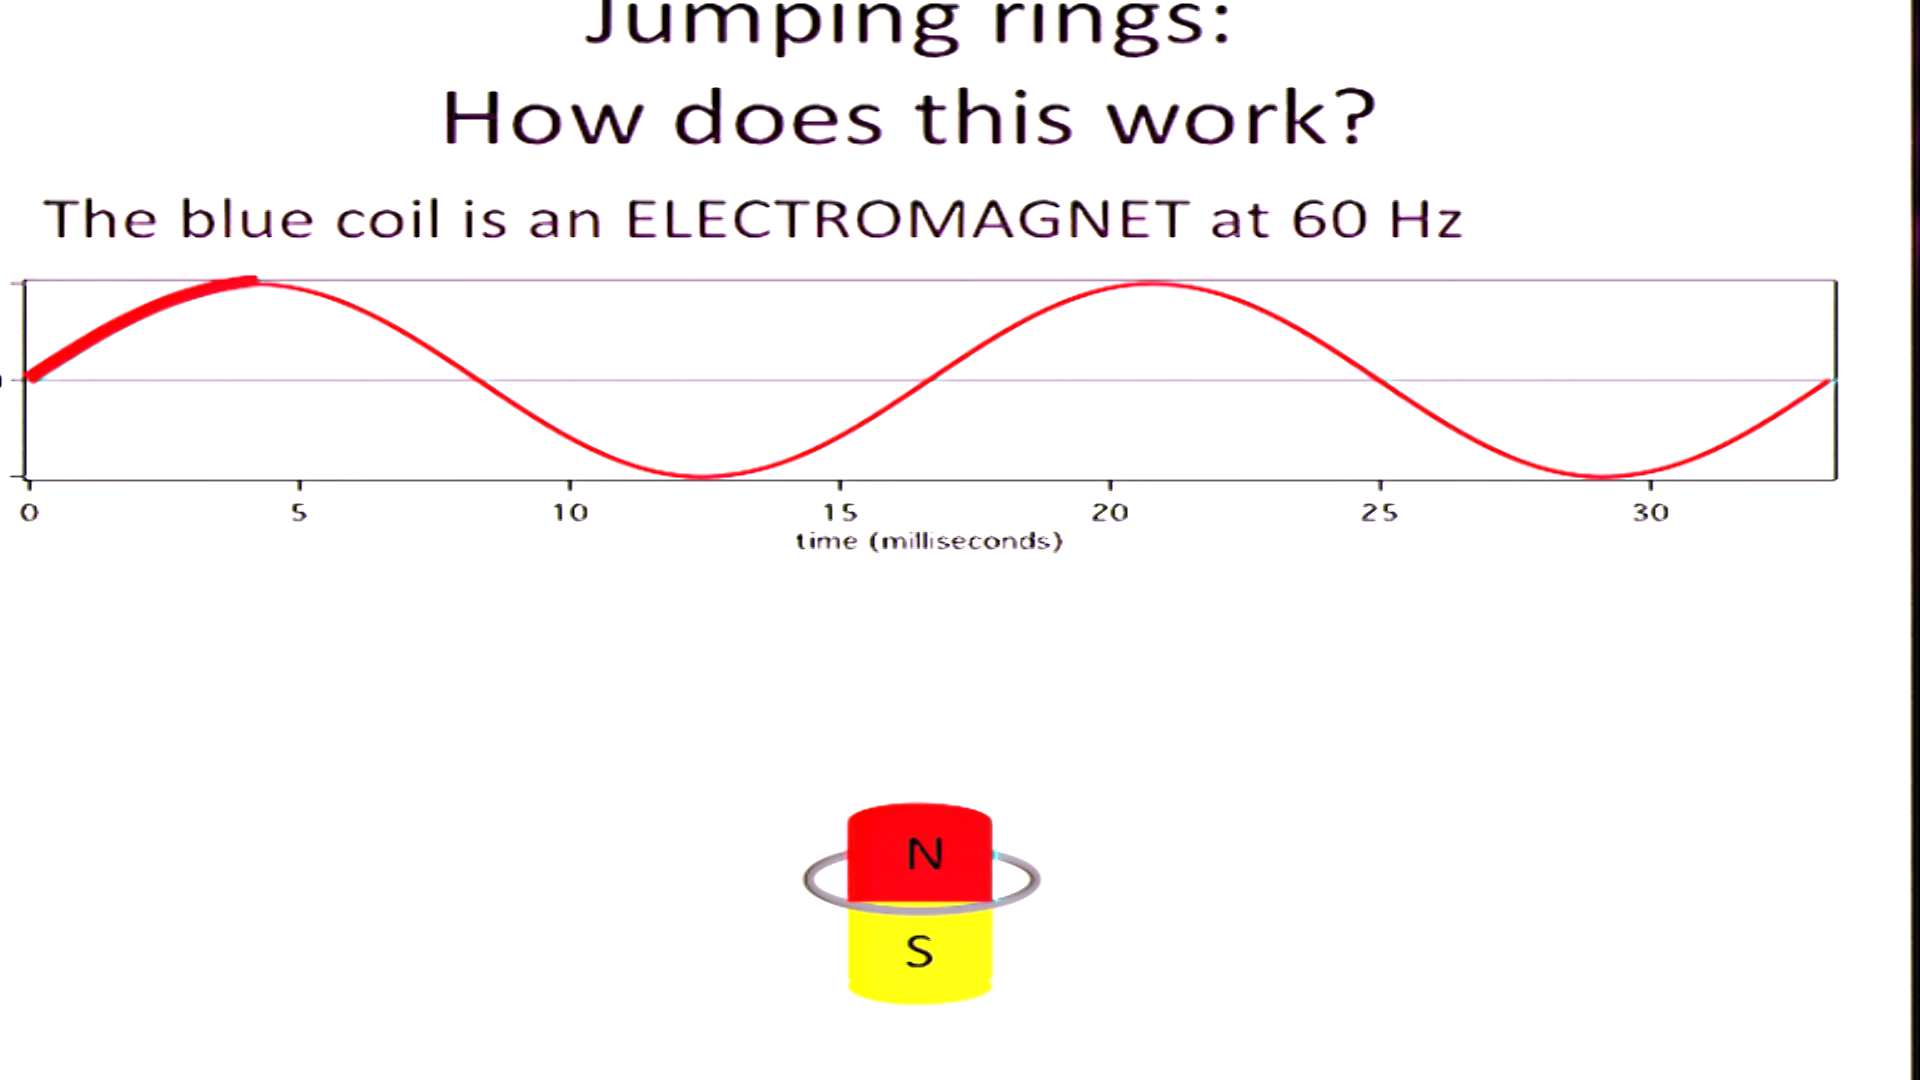 Jumping rings:
How does this work?
The blue coil is an ELECTROMAGNET at 60 Hz
0 5 10 15 20 25 30
time (milliseconds)
N
S